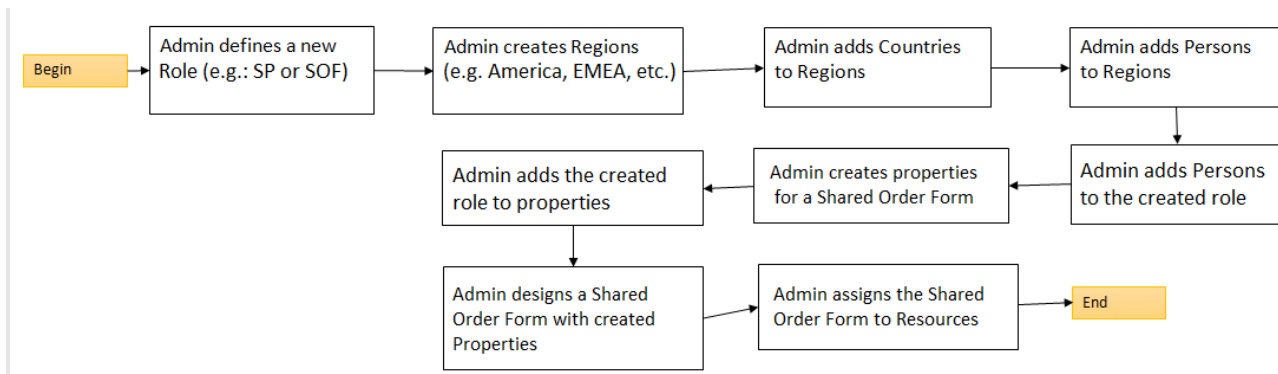 Begin
Admin defines a new
Role (e.g.: SP or SOF)
Admin creates Regions
(e.g. America, EMEA, etc.)
Admin adds Countries
to Regions
Admin adds Persons
to Regions
Admin adds Persons
to the created role
Admin creates properties
for a Shared Order Form
Admin adds the created
role to properties
Admin designs a Shared
Order Form with created
Properties
Admin assigns the Shared
Order Form to Resources
End